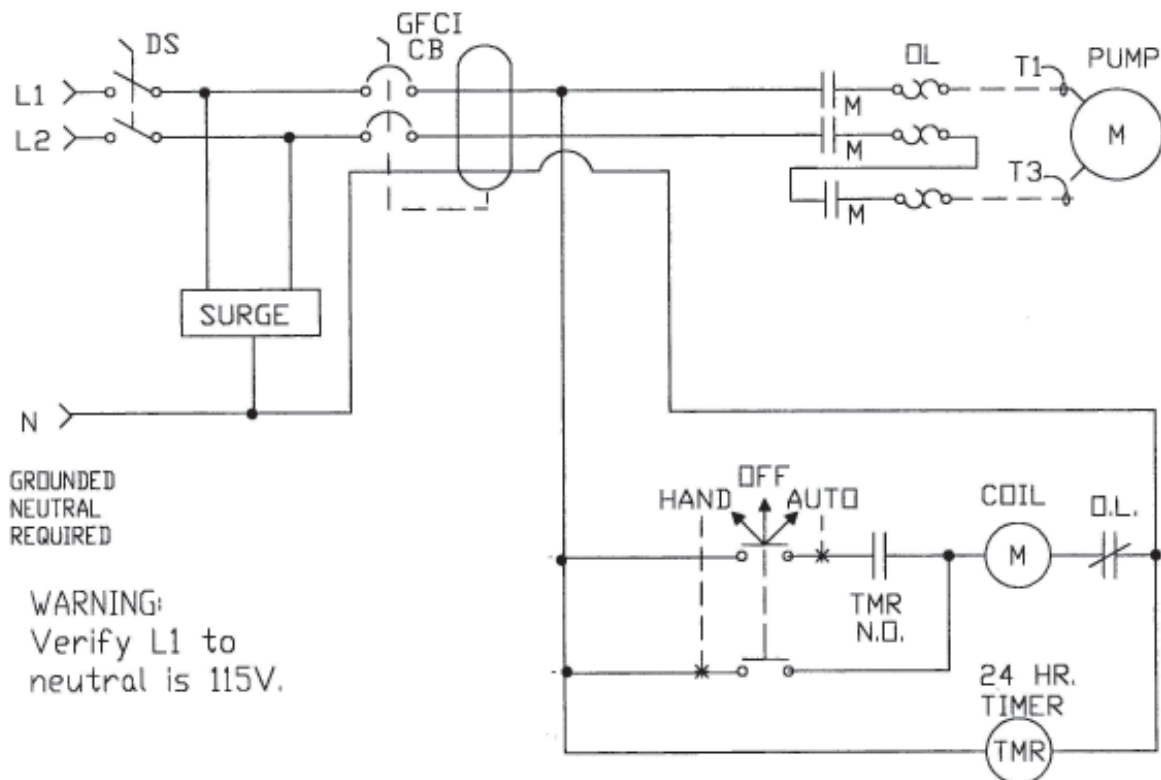 DS
GFCI
CB
OL
T1
PUMP
L1
M
M
L2
M
T3
M
SURGE
N
GROUNDED
NEUTRAL
REQUIRED
HAND
OFF
AUTO
COIL
O.L.
M
TMR
N.O.
WARNING:
Verify L1 to
neutral is 115V.
24 HR.
TIMER
TMR